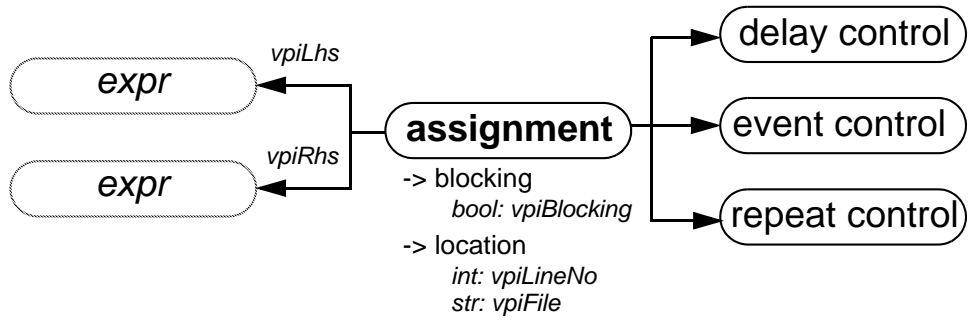 vpiLhs
expr
vpiRhs
expr
assignment
-> blocking
bool: vpiBlocking
-> location
int: vpiLineNo
str: vpiFile
delay control
event control
repeat control